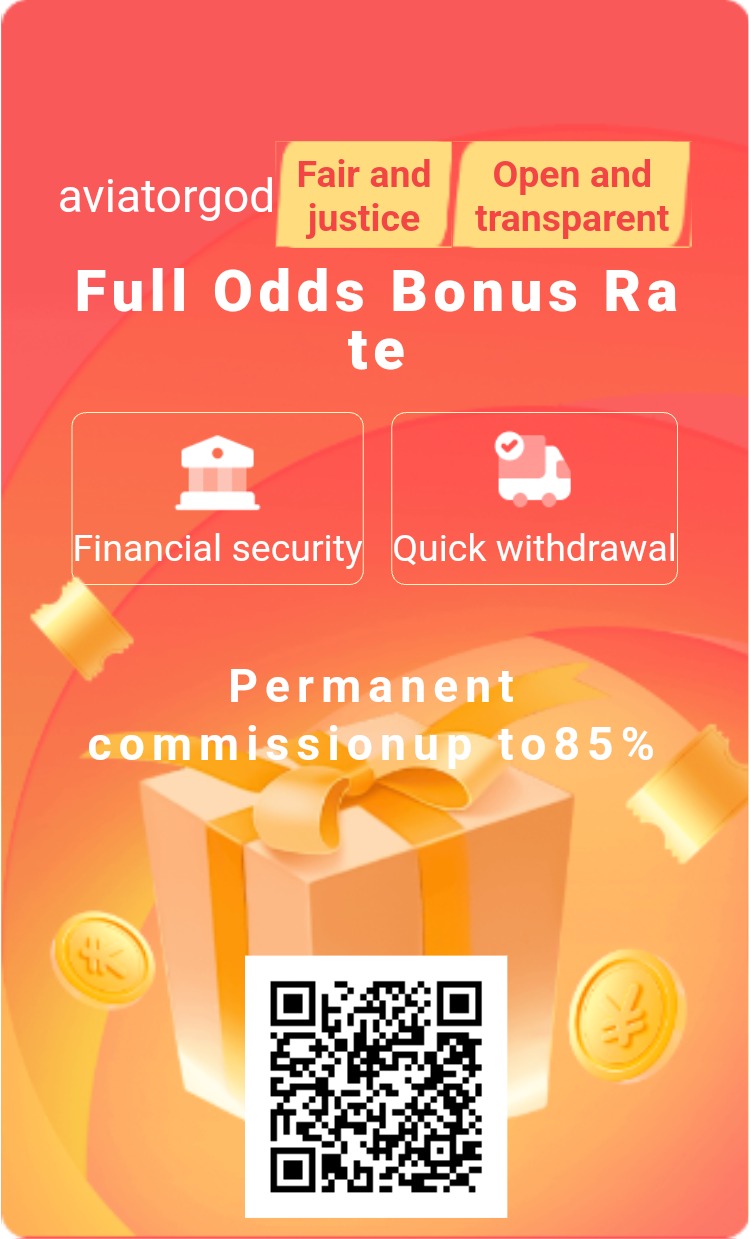 aviatorgod
Fair and
justice
Open and
transparent
Full Odds Bonus Ra
te
Financial security
Quick withdrawal
Permanent
commissionup to85%
¥